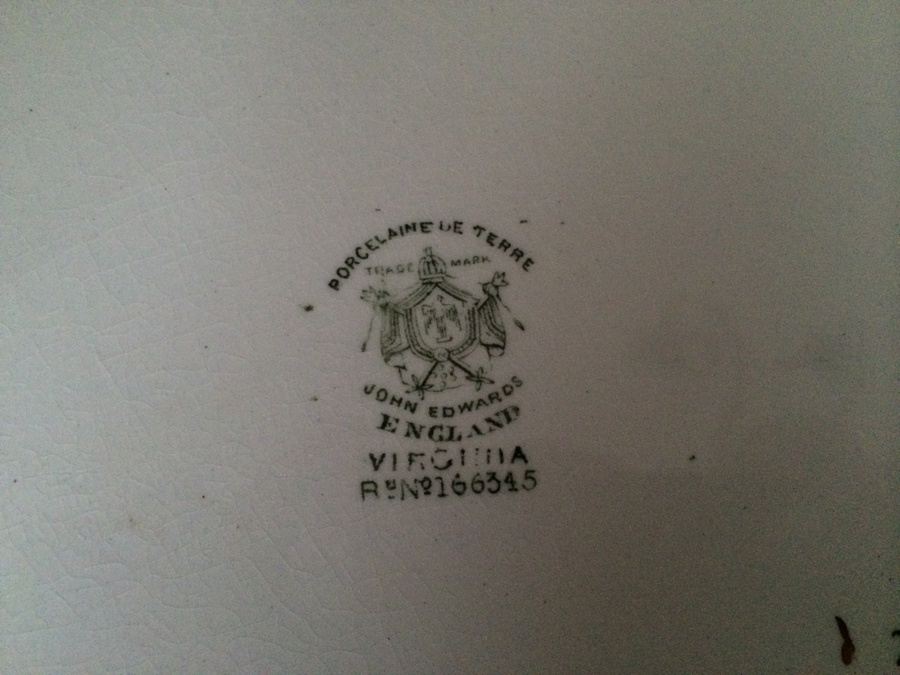 PORCELAINE DE TERRE
TRADE MARK
JOHN EDWARDS
ENGLAND
VIRGINIA
Rd. No. 166345